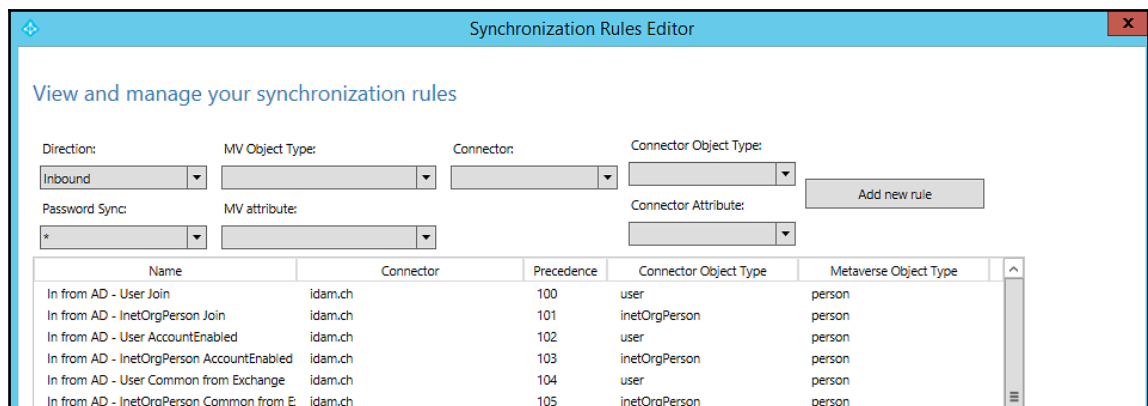 Synchronization Rules Editor
x
View and manage your synchronization rules
Direction: MV Object Type: Connector: Connector Object Type:
Inbound
Add new rule
Password Sync: MV attribute: Connector Attribute:
*
Name Connector Precedence Connector Object Type Metaverse Object Type
In from AD - User Join idam.ch 100 user person
In from AD - InetOrgPerson Join idam.ch 101 inetOrgPerson person
In from AD - User AccountEnabled idam.ch 102 user person
In from AD - InetOrgPerson AccountEnabled idam.ch 103 inetOrgPerson person
In from AD - User Common from Exchange idam.ch 104 user person
In from AD - InetOrgPerson Common from E idam.ch 105 inetOrgPerson person